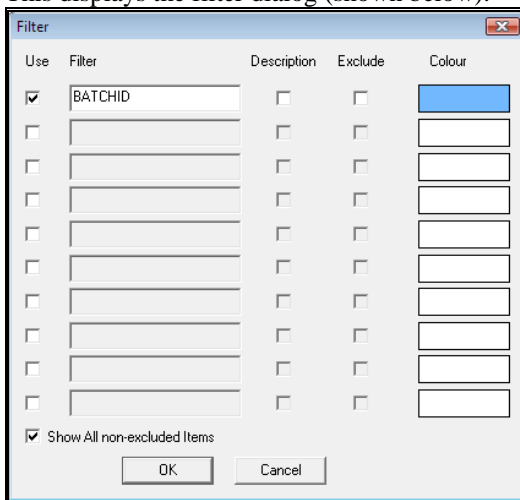 This displays the filter dialog (shown below).
Filter
Use Filter Description Exclude Colour
BATCHID
Show All non-excluded Items
OK Cancel